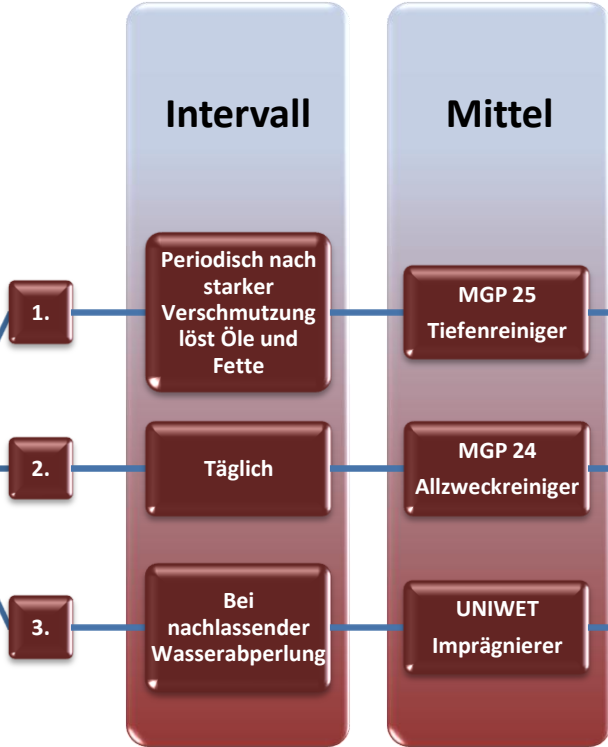 Intervall
Mittel
1.
Periodisch nach
starker
Verschmutzung
löst Öle und
Fette
MGP 25
Tiefenreiniger
2.
Täglich
MGP 24
Allzweckreiniger
3.
Bei
nachlassender
Wasserabperlung
UNIWET
Imprägnierer